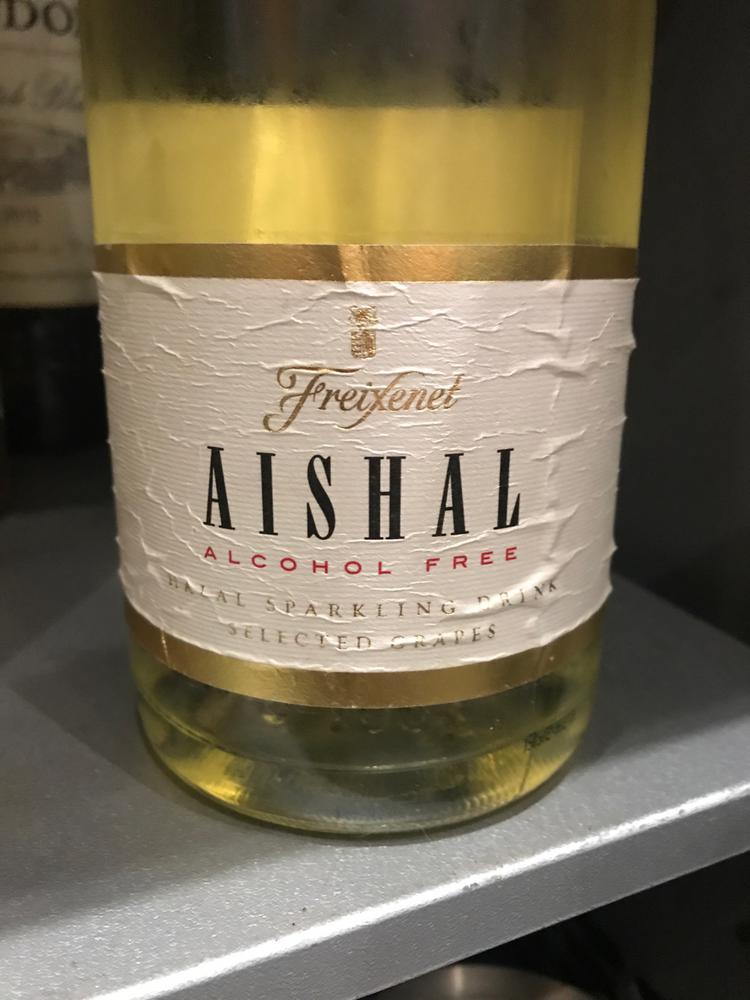 Freixenet
AISHAL
ALCOHOL FREE
HALAL SPARKLING DRINK
SELECTED GRAPES